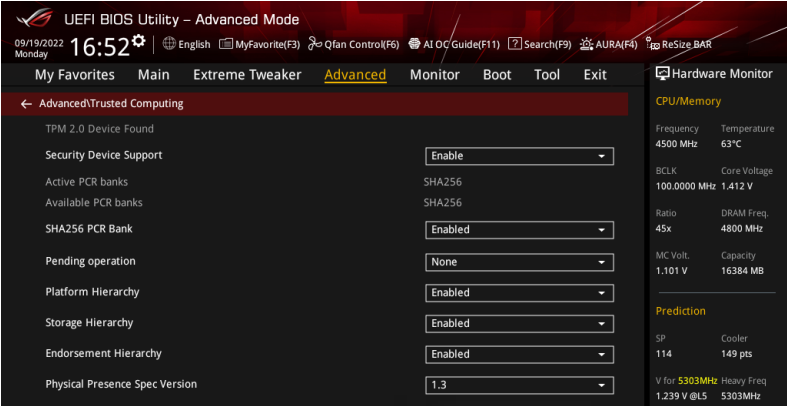 UEFI BIOS Utility – Advanced Mode
09/19/2022 Monday 16:52 English MyFavorite(F3) Qfan Control(F6) AI OC Guide(F11) ? Search(F9) AURA(F4) ReSize BAR
My Favorites Main Extreme Tweaker Advanced Monitor Boot Tool Exit
← Advanced\Trusted Computing
TPM 2.0 Device Found
Security Device Support Enable
Active PCR banks SHA256
Available PCR banks SHA256
SHA256 PCR Bank Enabled
Pending operation None
Platform Hierarchy Enabled
Storage Hierarchy Enabled
Endorsement Hierarchy Enabled
Physical Presence Spec Version 1.3
Hardware Monitor
CPU/Memory
Frequency Temperature
4500 MHz 63°C
BCLK Core Voltage
100.0000 MHz 1.412 V
Ratio DRAM Freq.
45x 4800 MHz
MC Volt. Capacity
1.101 V 16384 MB
Prediction
SP Cooler
114 149 pts
V for 5303MHz Heavy Freq
1.239 V @L5 5303MHz